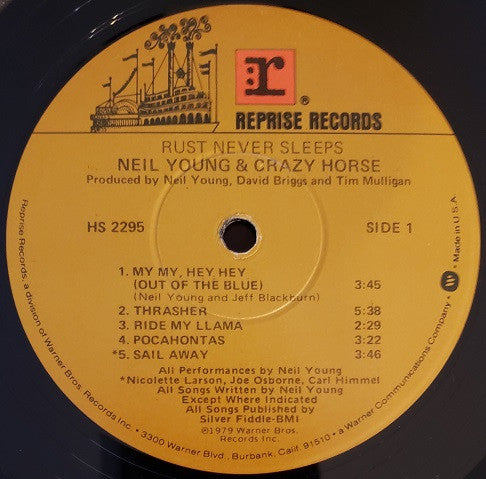 r
®
REPRISE RECORDS
RUST NEVER SLEEPS
NEIL YOUNG & CRAZY HORSE
Produced by Neil Young, David Briggs and Tim Mulligan
HS 2295
SIDE 1
1. MY MY, HEY HEY
(OUT OF THE BLUE) 3:45
(Neil Young and Jeff Blackburn)
2. THRASHER 5:38
3. RIDE MY LLAMA 2:29
4. POCAHONTAS 3:22
*5. SAIL AWAY 3:46
All Performances by Neil Young
*Nicolette Larson, Joe Osborne, Carl Himmel
All Songs Written by Neil Young
Except Where Indicated
All Songs Published by
Silver Fiddle-BMI
©1979 Warner Bros.
Records Inc.
Reprise Records, a division of Warner Bros. Records Inc. • 3300 Warner Blvd., Burbank, Calif. 91510 • a Warner Communications Company • Made in U.S.A.